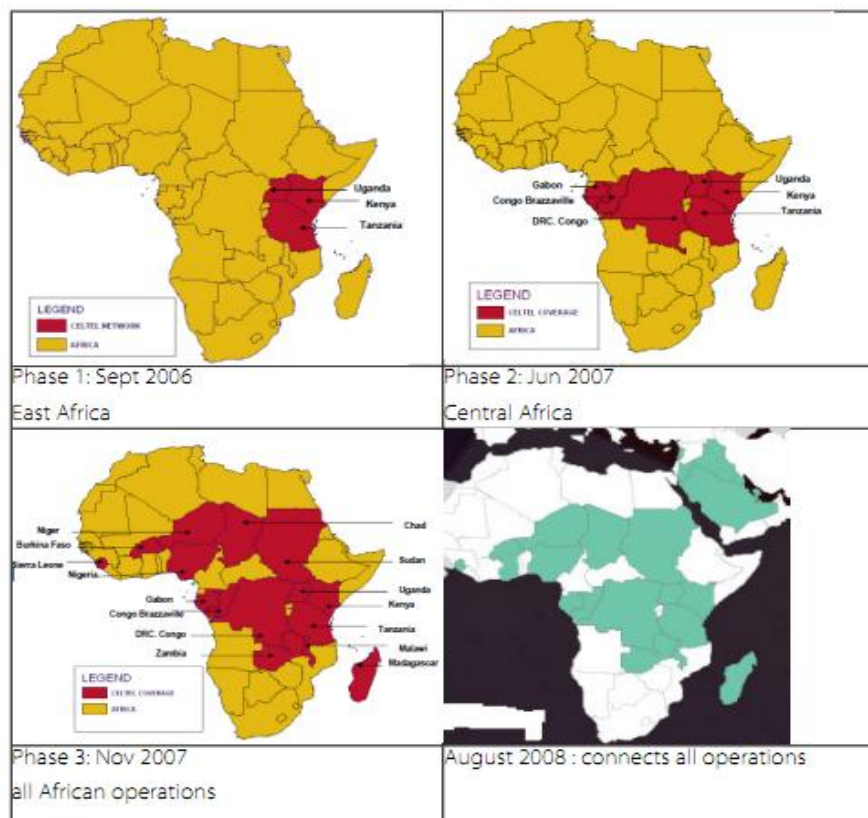 Uganda
Kenya
Tanzania
LEGEND
CELTEL NETWORK
AFRICA
Phase 1: Sept 2006
East Africa
Gabon
Congo Brazzaville
DRC. Congo
Uganda
Kenya
Tanzania
LEGEND
CELTEL COVERAGE
AFRICA
Phase 2: Jun 2007
Central Africa
Niger
Burkina Faso
Sierra Leone
Nigeria
Gabon
Congo Brazzaville
DRC. Congo
Zambia
Chad
Sudan
Uganda
Kenya
Tanzania
Malawi
Madagascar
LEGEND
CELTEL COVERAGE
AFRICA
Phase 3: Nov 2007
all African operations
August 2008 : connects all operations